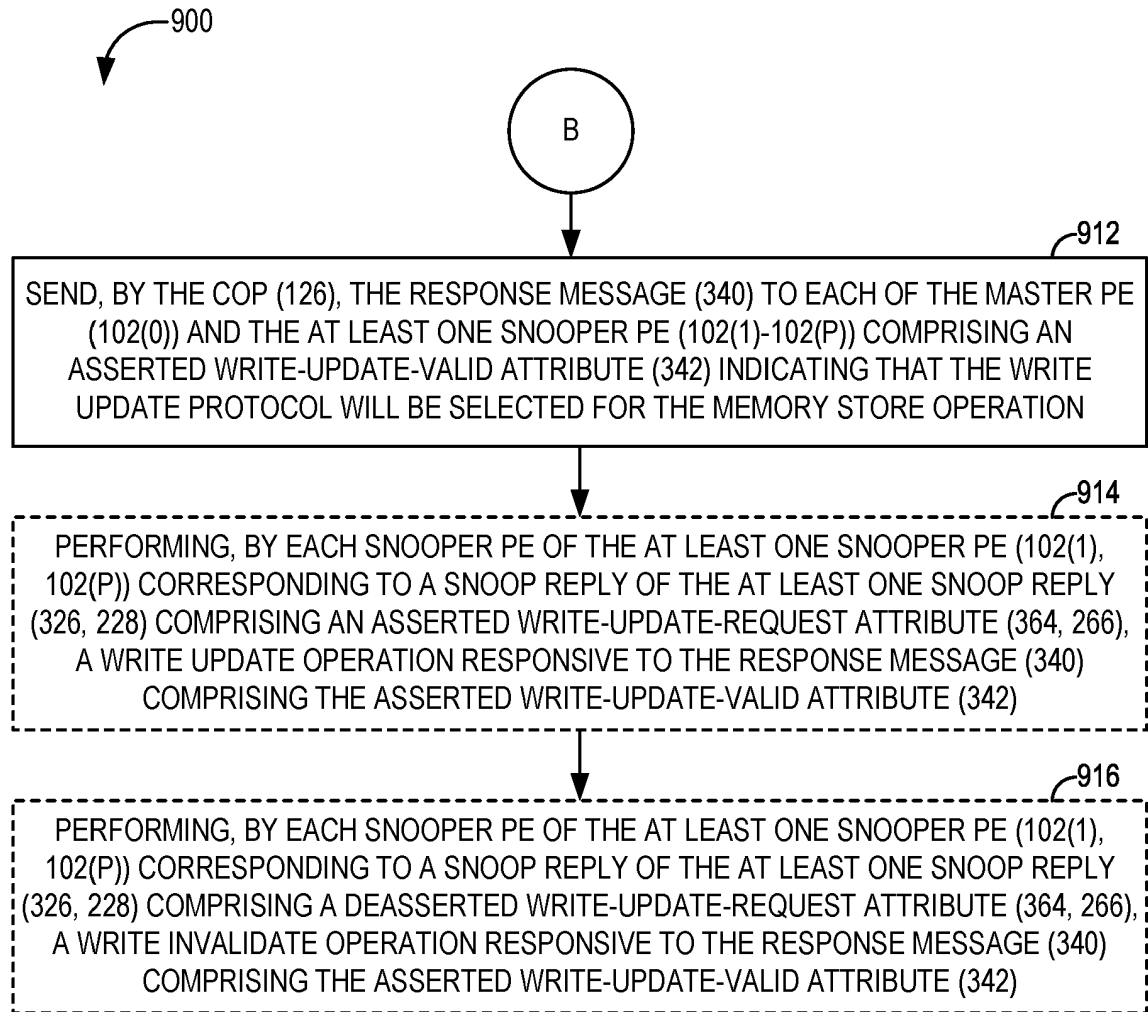 900
B
912
SEND, BY THE COP (126), THE RESPONSE MESSAGE (340) TO EACH OF THE MASTER PE
(102(0)) AND THE AT LEAST ONE SNOOPER PE (102(1)-102(P)) COMPRISING AN
ASSERTED WRITE-UPDATE-VALID ATTRIBUTE (342) INDICATING THAT THE WRITE
UPDATE PROTOCOL WILL BE SELECTED FOR THE MEMORY STORE OPERATION
914
PERFORMING, BY EACH SNOOPER PE OF THE AT LEAST ONE SNOOPER PE (102(1),
102(P)) CORRESPONDING TO A SNOOP REPLY OF THE AT LEAST ONE SNOOP REPLY
(326, 228) COMPRISING AN ASSERTED WRITE-UPDATE-REQUEST ATTRIBUTE (364, 266),
A WRITE UPDATE OPERATION RESPONSIVE TO THE RESPONSE MESSAGE (340)
COMPRISING THE ASSERTED WRITE-UPDATE-VALID ATTRIBUTE (342)
916
PERFORMING, BY EACH SNOOPER PE OF THE AT LEAST ONE SNOOPER PE (102(1),
102(P)) CORRESPONDING TO A SNOOP REPLY OF THE AT LEAST ONE SNOOP REPLY
(326, 228) COMPRISING A DEASSERTED WRITE-UPDATE-REQUEST ATTRIBUTE (364, 266),
A WRITE INVALIDATE OPERATION RESPONSIVE TO THE RESPONSE MESSAGE (340)
COMPRISING THE ASSERTED WRITE-UPDATE-VALID ATTRIBUTE (342)